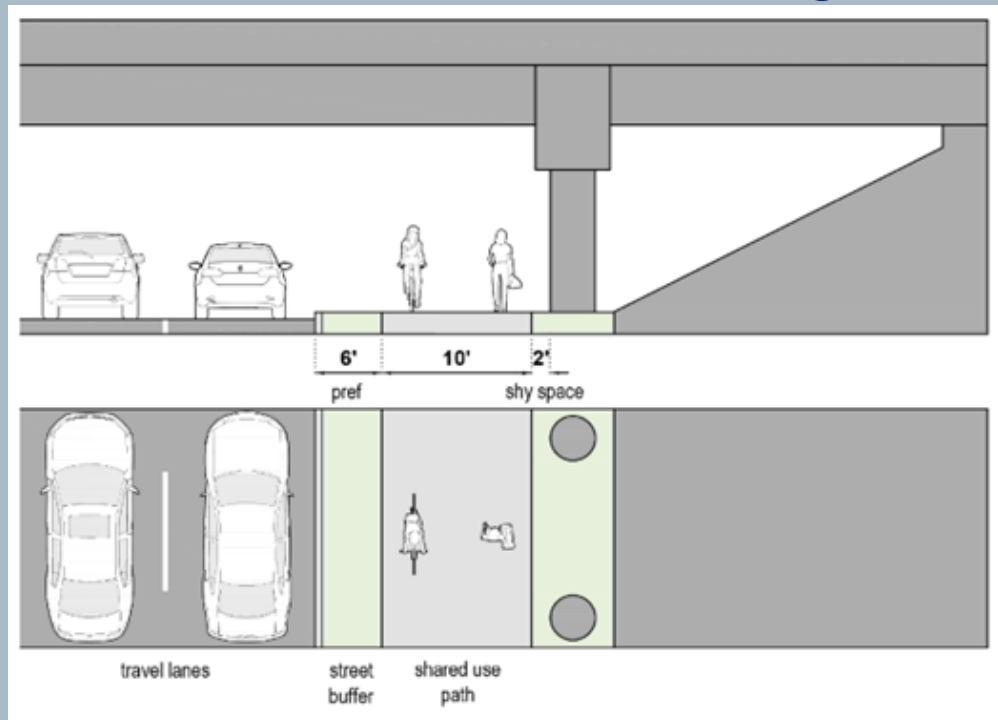 6' 10' 2'
pref shy space
travel lanes street shared use
buffer path